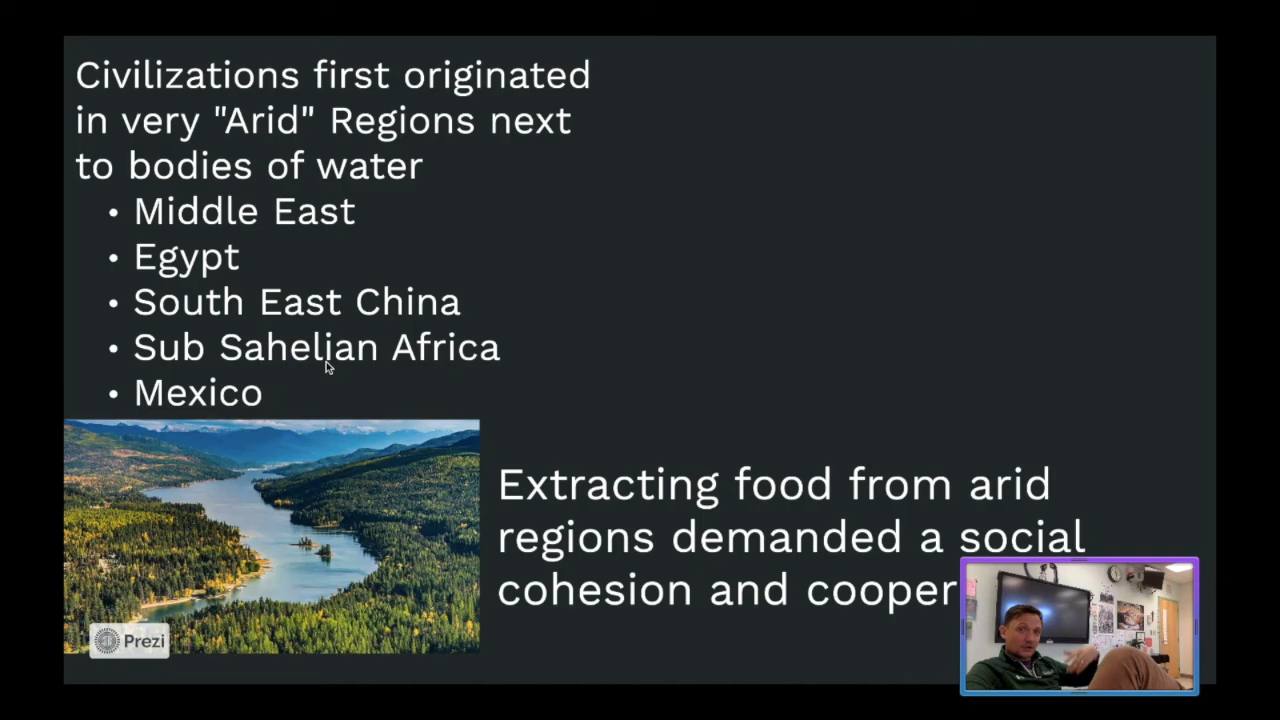 Civilizations first originated
in very "Arid" Regions next
to bodies of water
• Middle East
• Egypt
• South East China
• Sub Sahelian Africa
• Mexico
Extracting food from arid
regions demanded a social
cohesion and cooper
Prezi